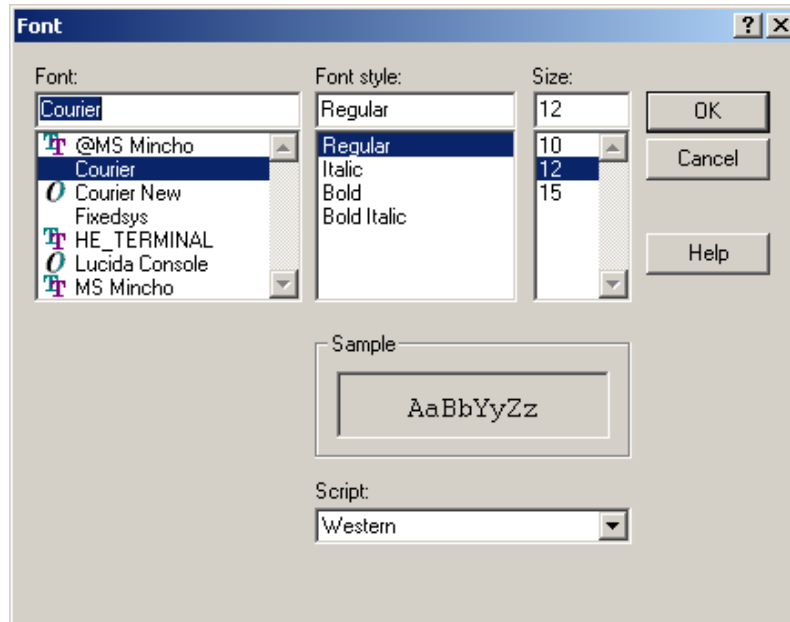 Font
Font:
Font style:
Size:
Courier
Regular
12
OK
@MS Mincho
Courier
Courier New
Fixedsys
HE_TERMINAL
Lucida Console
MS Mincho
Regular
Italic
Bold
Bold Italic
10
12
15
Cancel
Help
Sample
AaBbYyZz
Script:
Western